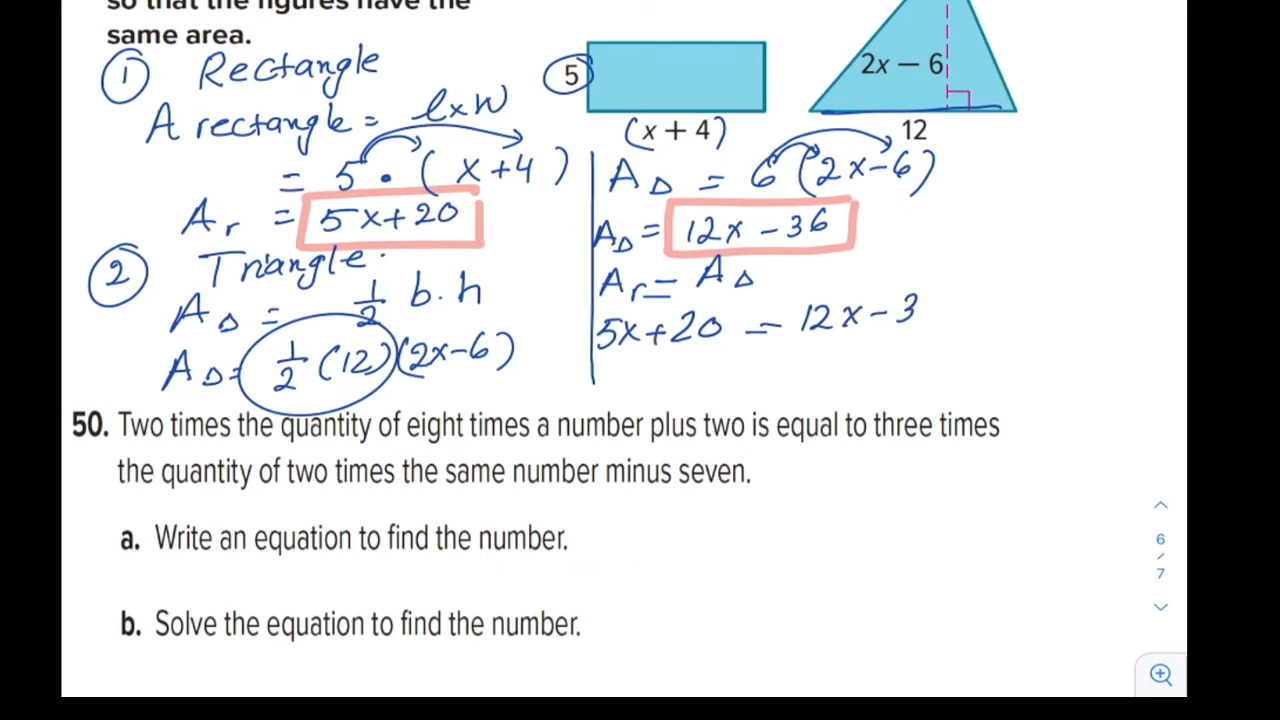 so that the figures have the
same area.
① Rectangle
A rectangle = l x W
= 5 • ( x + 4 )
Ar = 5x + 20
② Triangle.
A△ = 1/2 b.h
A△ = 1/2 (12)(2x-6)
5
(x + 4)
2x — 6
12
A△ = 6 (2x-6)
A△ = 12x - 36
Ar = A△
5x+20 = 12x - 3
50. Two times the quantity of eight times a number plus two is equal to three times
the quantity of two times the same number minus seven.
a. Write an equation to find the number.
b. Solve the equation to find the number.
6
/
7